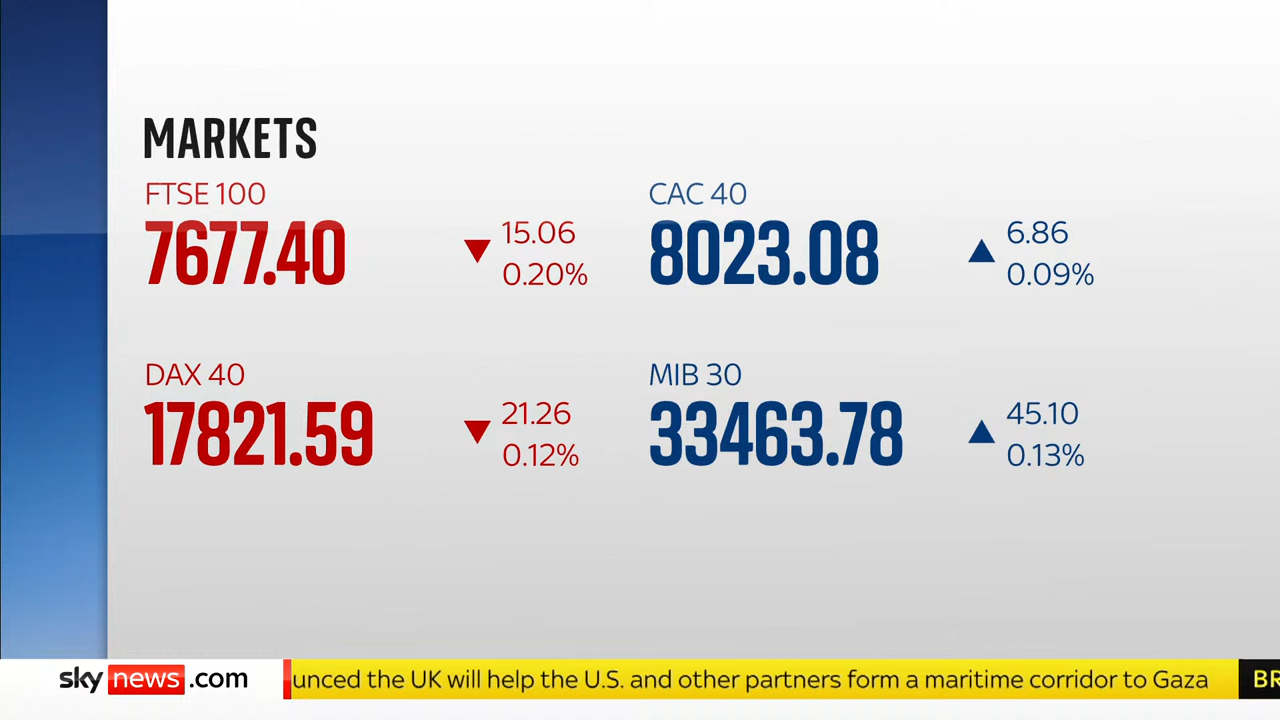 MARKETS
FTSE 100
7677.40
▼ 15.06
0.20%
CAC 40
8023.08
▲ 6.86
0.09%
DAX 40
17821.59
▼ 21.26
0.12%
MIB 30
33463.78
▲ 45.10
0.13%
sky news .com
unced the UK will help the U.S. and other partners form a maritime corridor to Gaza
BR